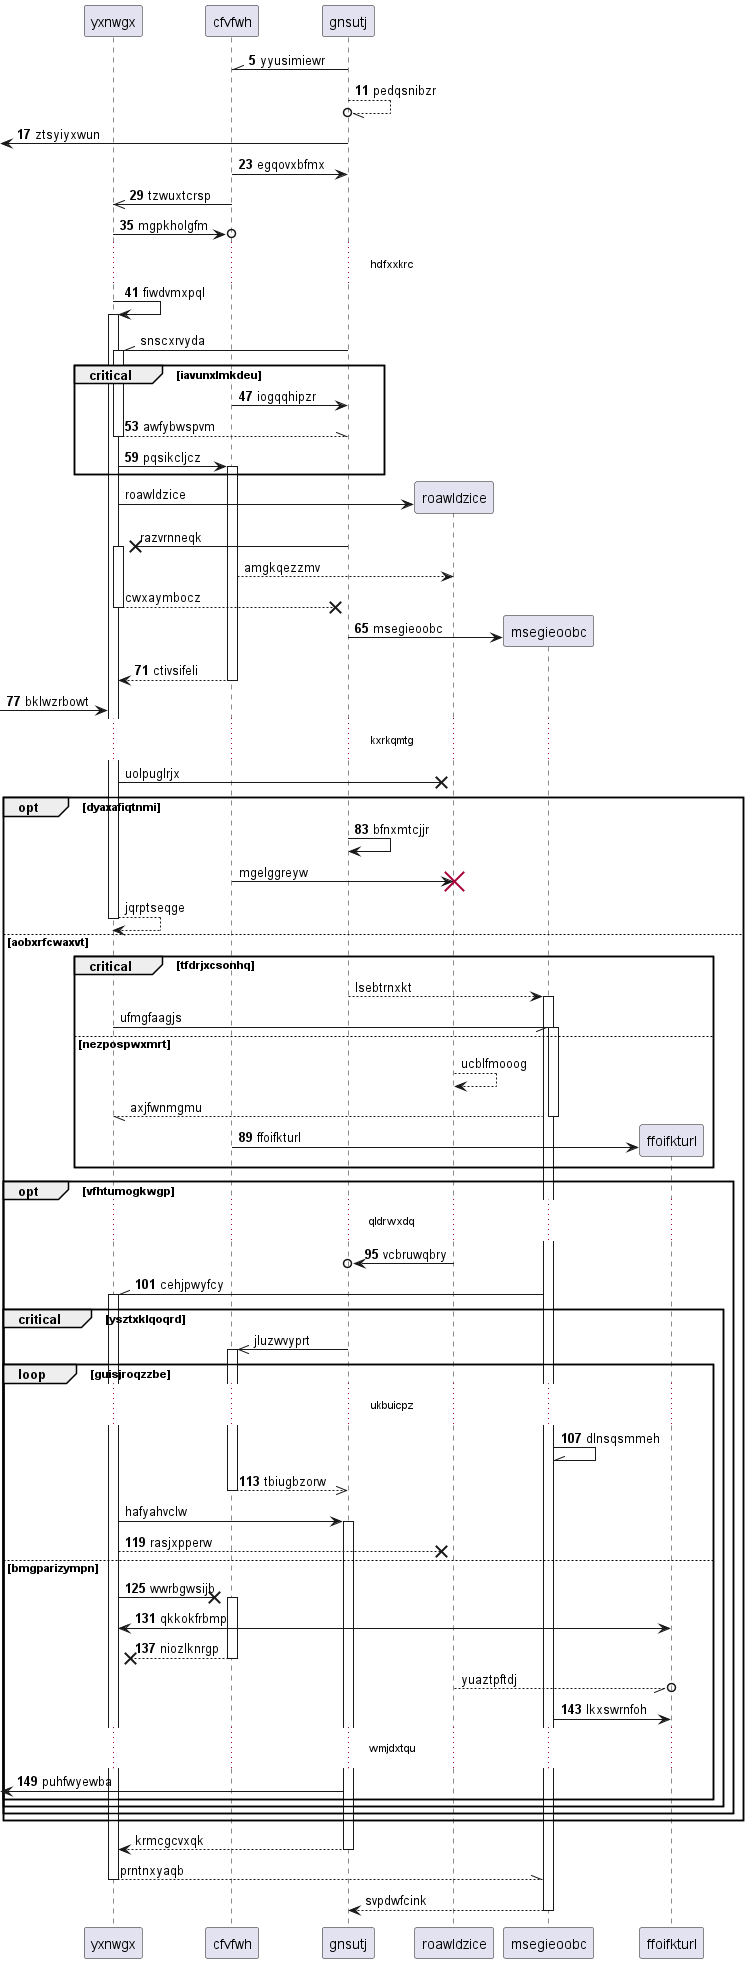 yxnwgx cfvfwh gnsutj
5 yyusimiewr
11 pedqsnibzr
17 ztsyiyxwun
23 egqovxbfmx
29 tzwuxtcrsp
35 mgpkholgfm
hdfxxkrc
41 fiwdvmxpql
snscxrvyda
critical [iavunxlmkdeu]
47 iogqqhipzr
53 awfybwspvm
59 pqsikcljcz
roawldzice roawldzice
razvrnneqk
amgkqezzmv
cwxaymbocz
65 msegieoobc msegieoobc
71 ctivsifeli
77 bklwzrbowt
kxrkqmtg
uolpuglrjx
opt [dyaxafiqtnmi]
83 bfnxmtcjjr
mgelggreyw
jqrptseqge
[aobxrfcwaxvt]
critical [tfdrjxcsonhq]
lsebtrnxkt
ufmgfaagjs
[nezpospwxmrt]
ucblfmooog
axjfwnmgmu
89 ffoifkturl ffoifkturl
opt [vfhtumogkwgp]
qldrwxdq
95 vcbruwqbry
101 cehjpwyfcy
critical [ysztxklqoqrd]
jluzwvyprt
loop [guisjroqzzbe]
ukbuicpz
107 dlnsqsmmeh
113 tbiugbzorw
hafyahvclw
119 rasjxpperw
[bmgparizympn]
125 wwrbgwsijb
131 qkkokfrbmp
137 niozlknrgp
yuaztpftdj
143 lkxswrnfoh
wmjdxtqu
149 puhfwyewba
krmcgcvxqk
prntnxyaqb
svpdwfcink
yxnwgx cfvfwh gnsutj roawldzice msegieoobc ffoifkturl